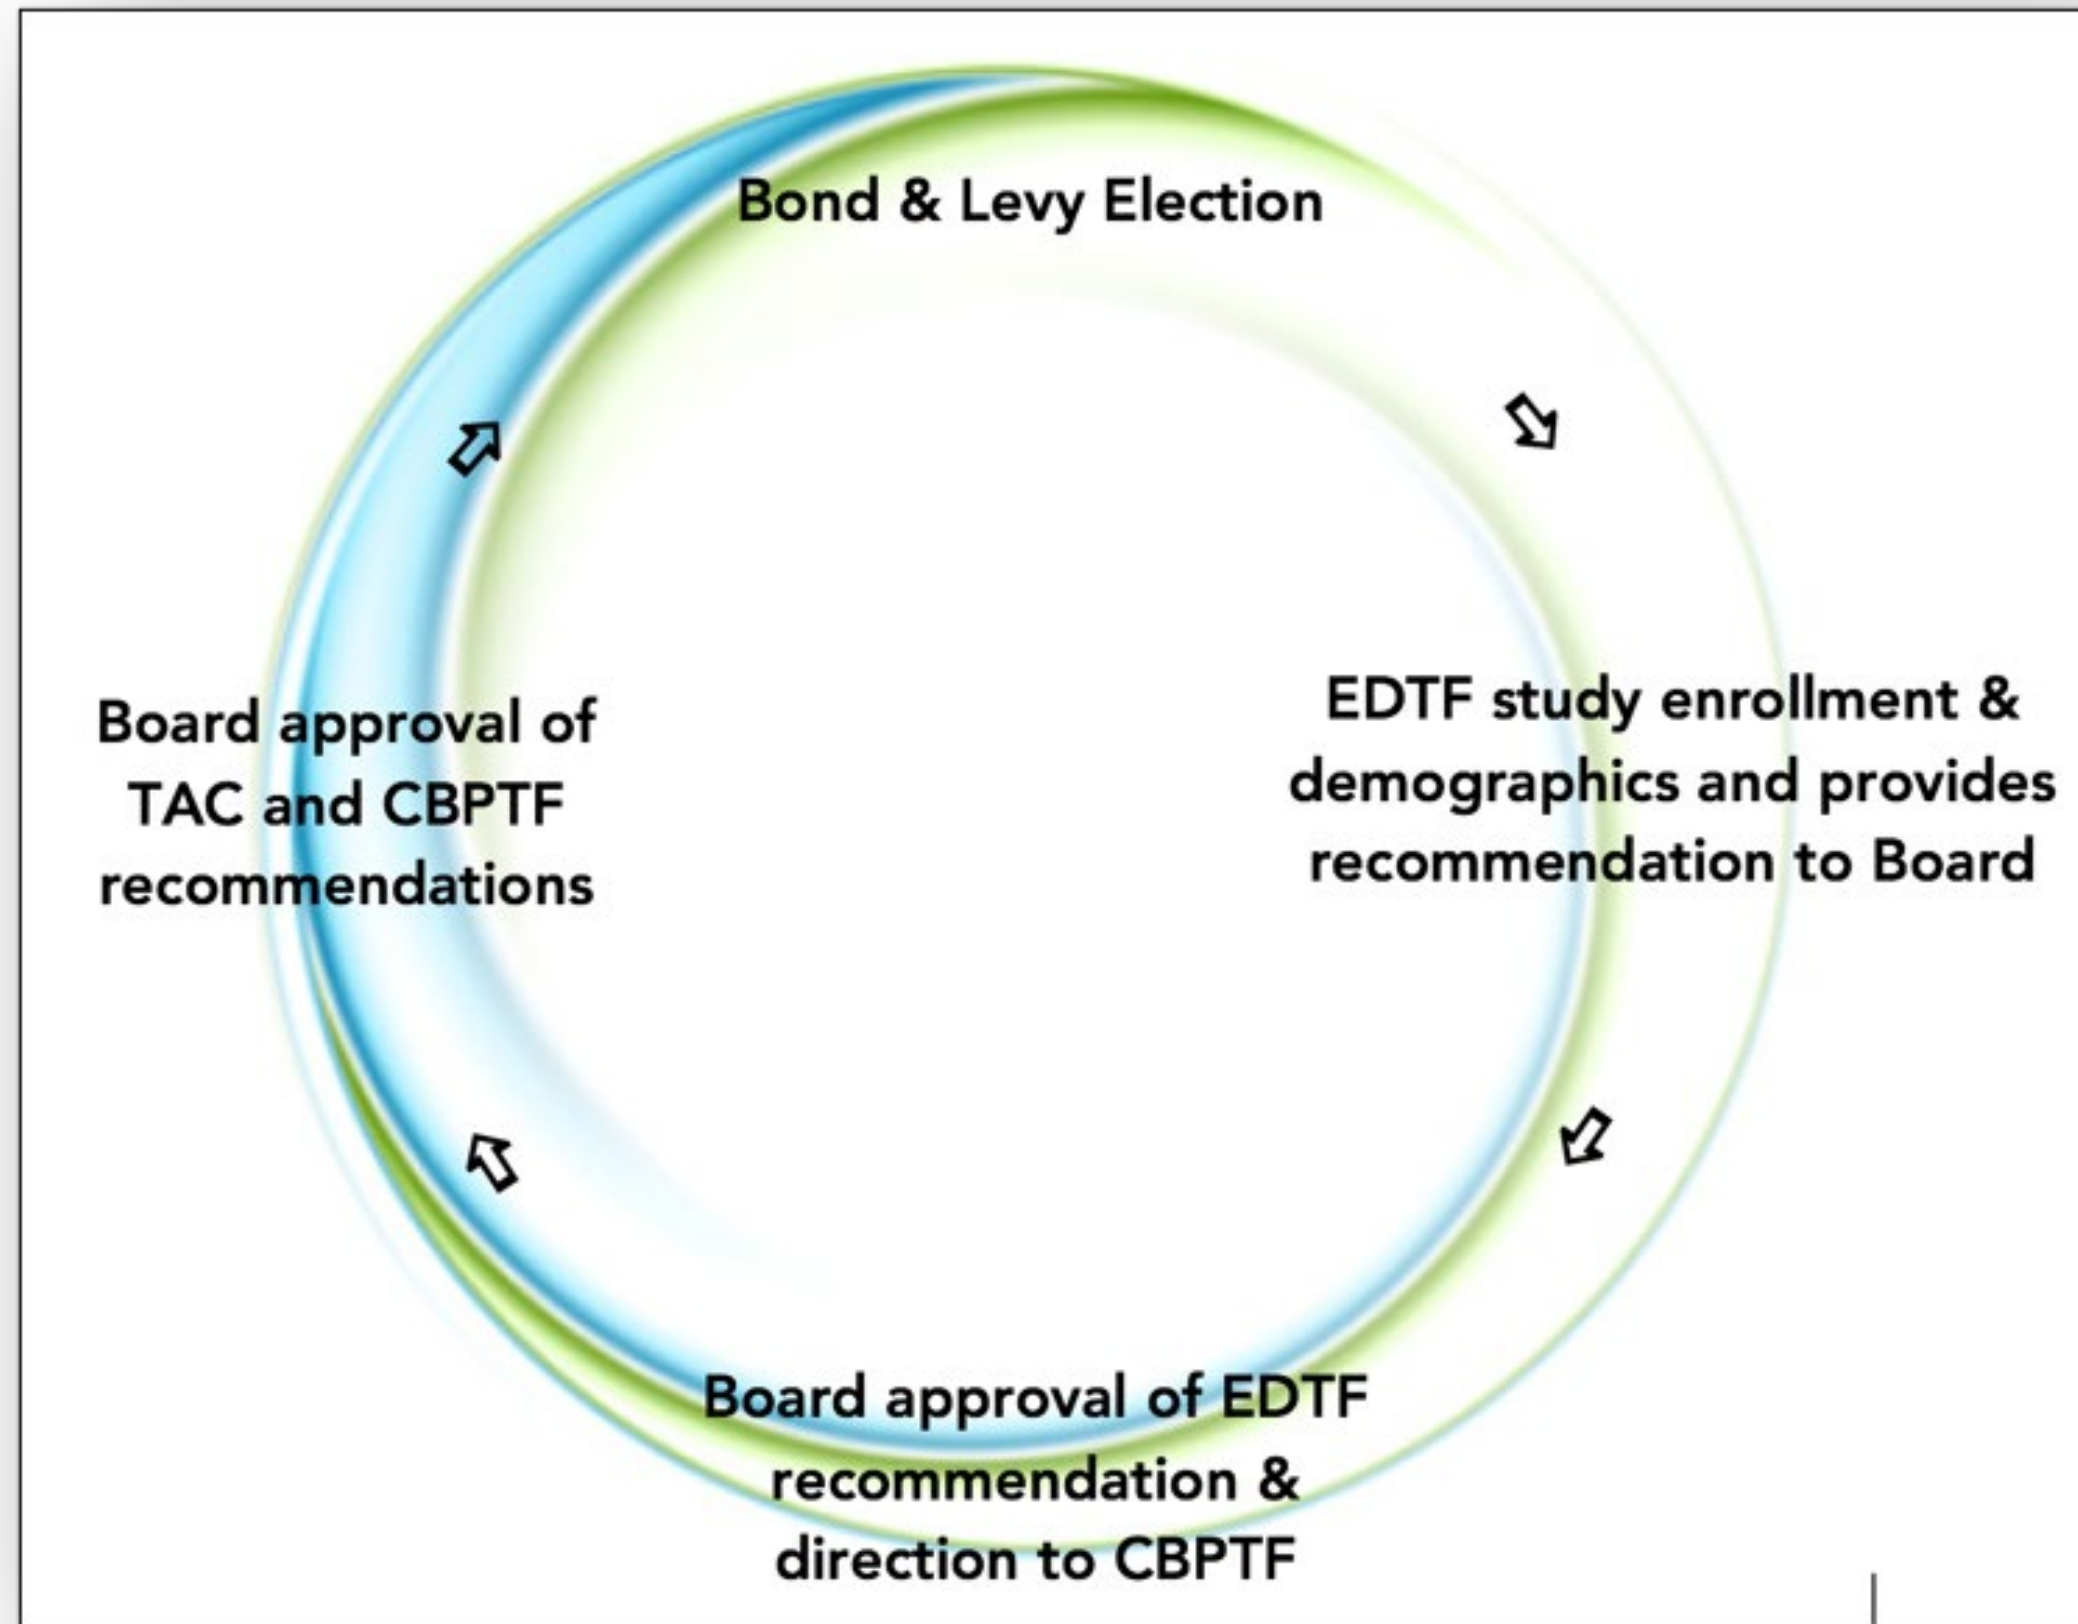 Bond & Levy Election
EDTF study enrollment &
demographics and provides
recommendation to Board
Board approval of
TAC and CBPTF
recommendations
Board approval of EDTF
recommendation &
direction to CBPTF